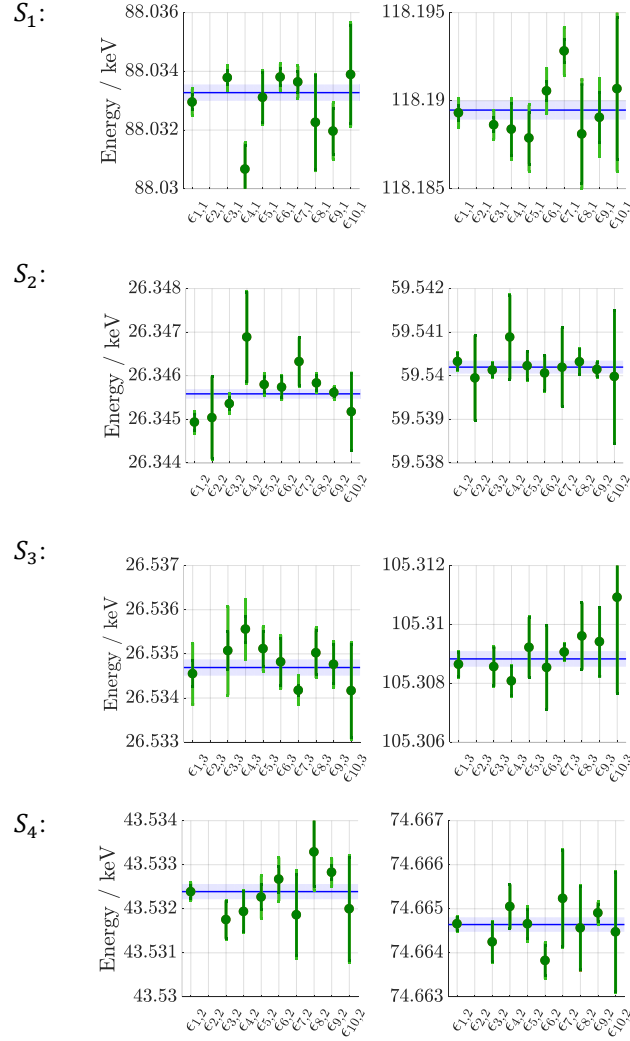 S₁:
Energy / keV
88.036
88.034
88.032
88.03
ϵ1,1 ϵ2,1 ϵ3,1 ϵ4,1 ϵ5,1 ϵ6,1 ϵ7,1 ϵ8,1 ϵ9,1 ϵ10,1
118.195
118.19
118.185
ϵ1,1 ϵ2,1 ϵ3,1 ϵ4,1 ϵ5,1 ϵ6,1 ϵ7,1 ϵ8,1 ϵ9,1 ϵ10,1
S₂:
Energy / keV
26.348
26.347
26.346
26.345
26.344
ϵ1,2 ϵ2,2 ϵ3,2 ϵ4,2 ϵ5,2 ϵ6,2 ϵ7,2 ϵ8,2 ϵ9,2 ϵ10,2
59.542
59.541
59.54
59.539
59.538
ϵ1,2 ϵ2,2 ϵ3,2 ϵ4,2 ϵ5,2 ϵ6,2 ϵ7,2 ϵ8,2 ϵ9,2 ϵ10,2
S₃:
Energy / keV
26.537
26.536
26.535
26.534
26.533
ϵ1,3 ϵ2,3 ϵ3,3 ϵ4,3 ϵ5,3 ϵ6,3 ϵ7,3 ϵ8,3 ϵ9,3 ϵ10,3
105.312
105.31
105.308
105.306
ϵ1,3 ϵ2,3 ϵ3,3 ϵ4,3 ϵ5,3 ϵ6,3 ϵ7,3 ϵ8,3 ϵ9,3 ϵ10,3
S₄:
Energy / keV
43.534
43.533
43.532
43.531
43.53
ϵ1,2 ϵ2,2 ϵ3,2 ϵ4,2 ϵ5,2 ϵ6,2 ϵ7,2 ϵ8,2 ϵ9,2 ϵ10,2
74.667
74.666
74.665
74.664
74.663
ϵ1,2 ϵ2,2 ϵ3,2 ϵ4,2 ϵ5,2 ϵ6,2 ϵ7,2 ϵ8,2 ϵ9,2 ϵ10,2